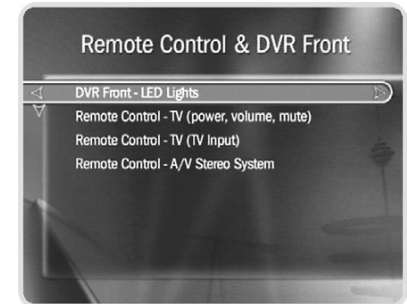 Remote Control & DVR Front
DVR Front - LED Lights
Remote Control - TV (power, volume, mute)
Remote Control - TV (TV Input)
Remote Control - A/V Stereo System